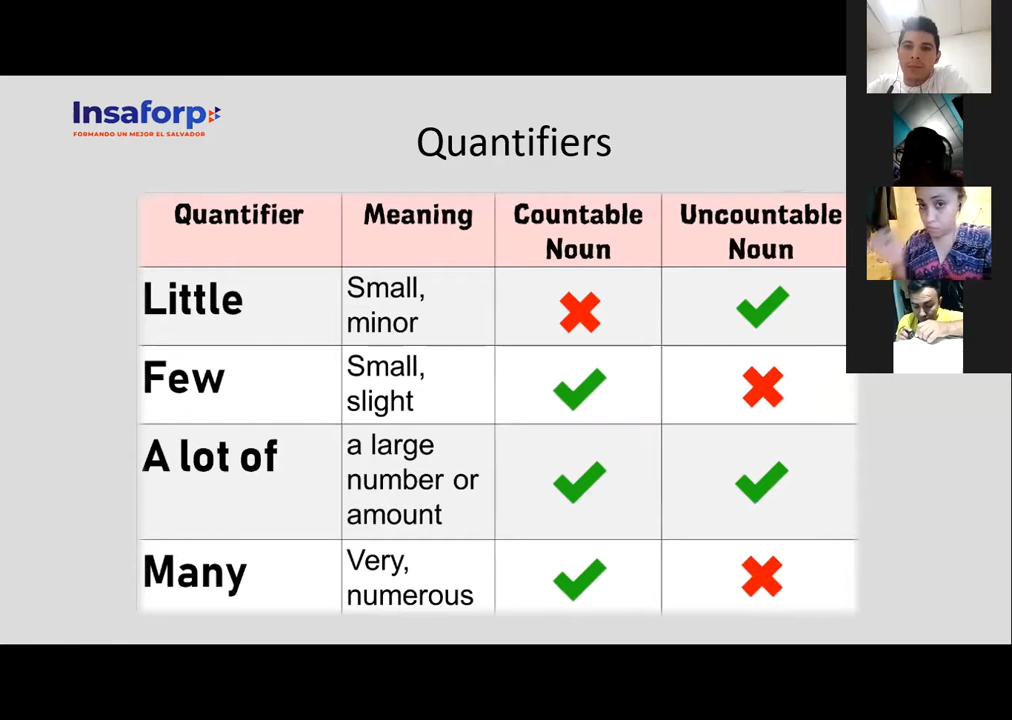 Insaforp
FORMANDO UN MEJOR EL SALVADOR
Quantifiers
Quantifier Meaning Countable Noun Uncountable Noun
Little Small, minor
Few Small, slight
A lot of a large number or amount
Many Very, numerous